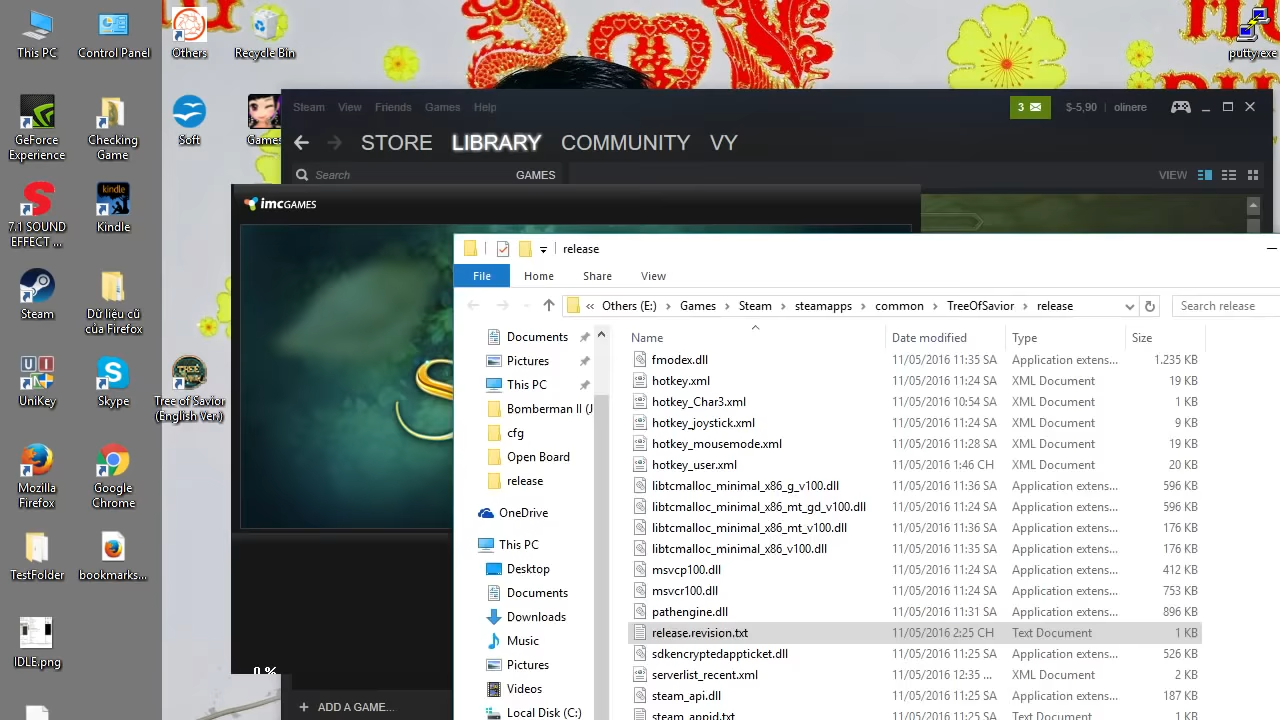 This PC
Control Panel
Others
Recycle Bin
putty.exe
GeForce
Experience
Checking
Game
Soft
Games
7.1 SOUND
EFFECT ...
Kindle
Steam
Dữ liệu cũ
của Firefox
UniKey
Skype
Tree of Savior
(English Ver.)
Mozilla
Firefox
Google
Chrome
TestFolder
bookmarks...
IDLE.png
Steam View Friends Games Help
3
$-5,90 | olinere
STORE LIBRARY COMMUNITY VY
Search GAMES
VIEW
imcGAMES
0 %
ADD A GAME...
release
File Home Share View
« Others (E:) > Games > Steam > steamapps > common > TreeOfSavior > release
Search release
Documents
Pictures
This PC
Bomberman II (J
cfg
Open Board
release
OneDrive
This PC
Desktop
Documents
Downloads
Music
Pictures
Videos
Local Disk (C:)
Name Date modified Type Size
fmodex.dll 11/05/2016 11:35 SA Application extens... 1.235 KB
hotkey.xml 11/05/2016 11:24 SA XML Document 19 KB
hotkey_Char3.xml 11/05/2016 10:54 SA XML Document 1 KB
hotkey_joystick.xml 11/05/2016 11:24 SA XML Document 9 KB
hotkey_mousemode.xml 11/05/2016 11:28 SA XML Document 19 KB
hotkey_user.xml 11/05/2016 1:46 CH XML Document 20 KB
libtcmalloc_minimal_x86_g_v100.dll 11/05/2016 11:36 SA Application extens... 596 KB
libtcmalloc_minimal_x86_mt_gd_v100.dll 11/05/2016 11:24 SA Application extens... 596 KB
libtcmalloc_minimal_x86_mt_v100.dll 11/05/2016 11:36 SA Application extens... 176 KB
libtcmalloc_minimal_x86_v100.dll 11/05/2016 11:35 SA Application extens... 176 KB
msvcp100.dll 11/05/2016 11:24 SA Application extens... 412 KB
msvcr100.dll 11/05/2016 11:24 SA Application extens... 753 KB
pathengine.dll 11/05/2016 11:31 SA Application extens... 896 KB
release.revision.txt 11/05/2016 2:25 CH Text Document 1 KB
sdkencryptedappticket.dll 11/05/2016 11:25 SA Application extens... 526 KB
serverlist_recent.xml 11/05/2016 12:35 ... XML Document 2 KB
steam_api.dll 11/05/2016 11:25 SA Application extens... 187 KB
steam_appid.txt 11/05/2016 11:25 SA Text Document 1 KB